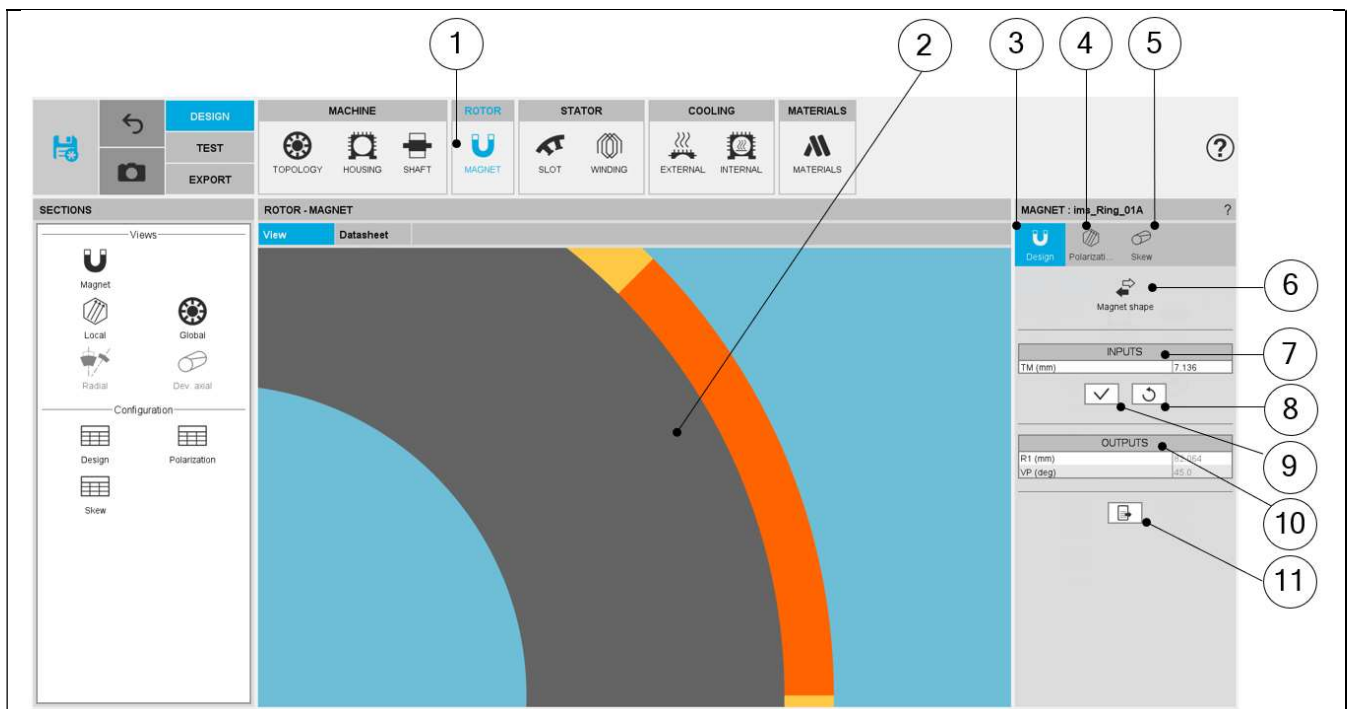 1
2
3
4
5
DESIGN
TEST
EXPORT
MACHINE
TOPOLOGY
HOUSING
SHAFT
ROTOR
MAGNET
STATOR
SLOT
WINDING
COOLING
EXTERNAL
INTERNAL
MATERIALS
MATERIALS
?
SECTIONS
Views
Magnet
Local
Global
Radial
Dev. axial
Configuration
Design
Polarization
Skew
ROTOR - MAGNET
View
Datasheet
MAGNET : ims_Ring_01A
?
Design
Polarizati...
Skew
Magnet shape
6
INPUTS
7
TM (mm) 7.136
8
9
OUTPUTS
10
R1 (mm)
VP (deg) 45.0
11